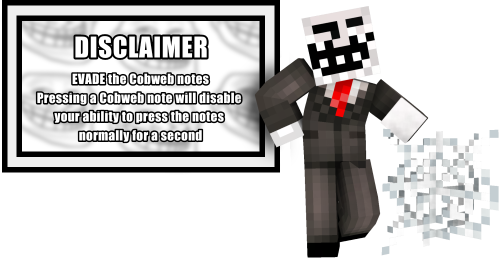 DISCLAIMER
EVADE the Cobweb notes
Pressing a Cobweb note will disable
your ability to press the notes
normally for a second